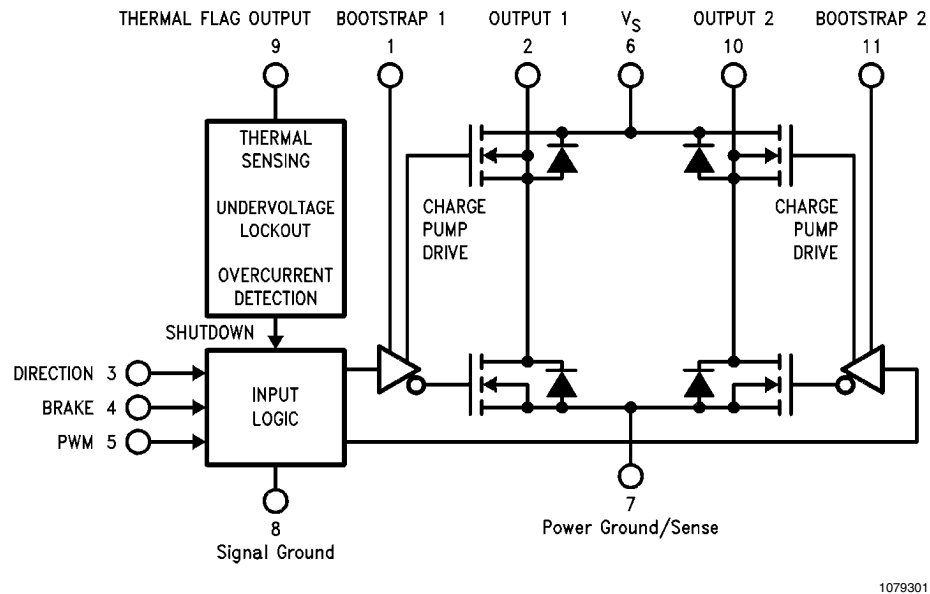 THERMAL FLAG OUTPUT
9
BOOTSTRAP 1
1
OUTPUT 1
2
VS
6
OUTPUT 2
10
BOOTSTRAP 2
11
THERMAL
SENSING
UNDERVOLTAGE
LOCKOUT
OVERCURRENT
DETECTION
CHARGE
PUMP
DRIVE
CHARGE
PUMP
DRIVE
SHUTDOWN
DIRECTION 3
BRAKE 4
PWM 5
INPUT
LOGIC
8
Signal Ground
7
Power Ground/Sense
1079301